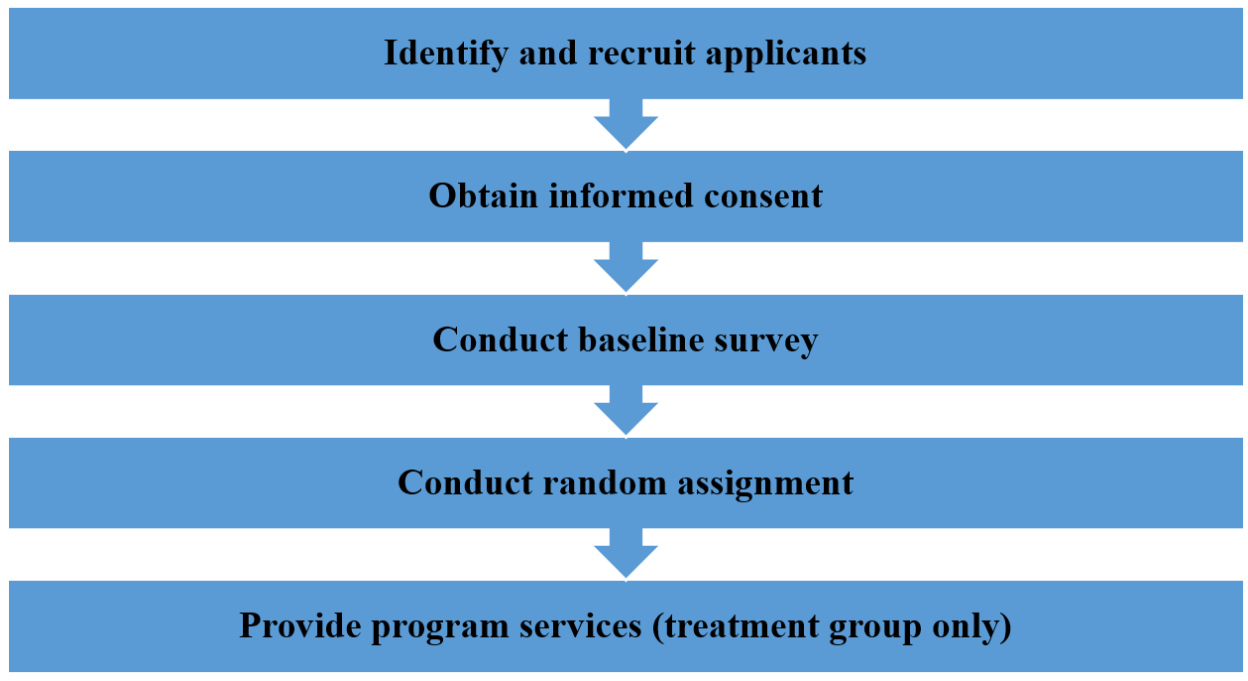 Identify and recruit applicants
Obtain informed consent
Conduct baseline survey
Conduct random assignment
Provide program services (treatment group only)